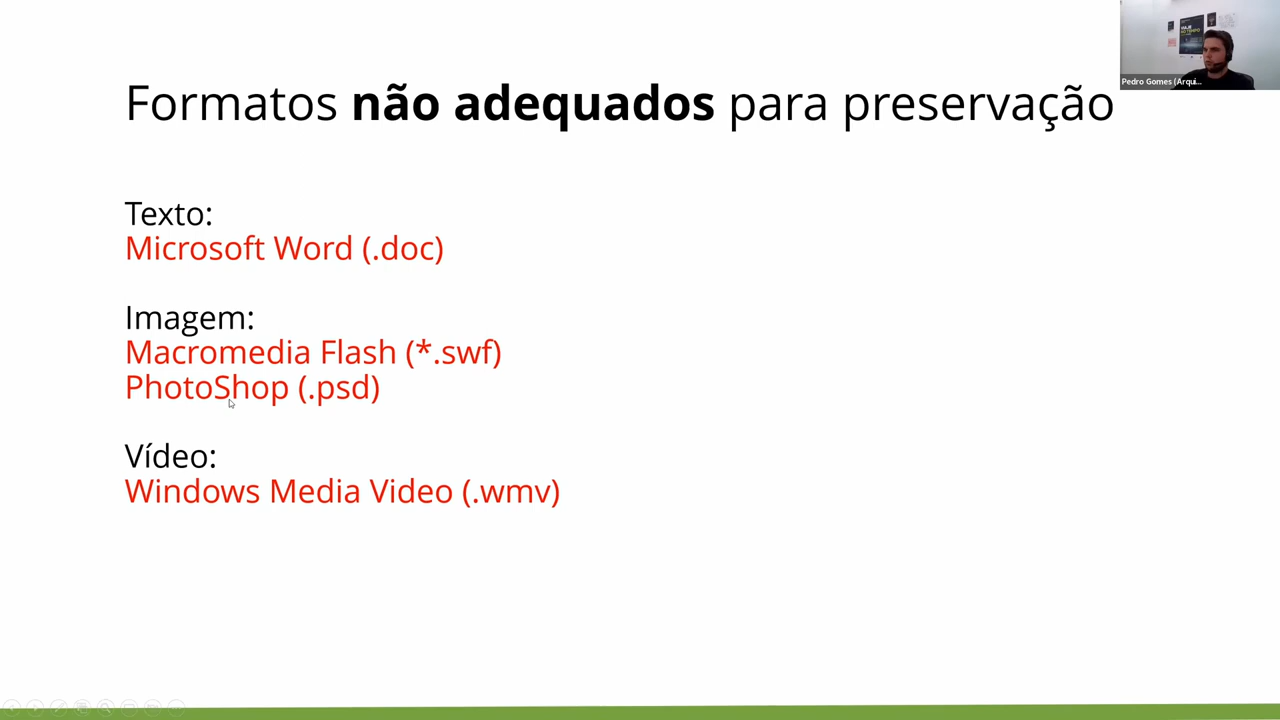 Formatos não adequados para preservação
Pedro Gomes (Arqui...
Texto:
Microsoft Word (.doc)
Imagem:
Macromedia Flash (*.swf)
PhotoShop (.psd)
Vídeo:
Windows Media Video (.wmv)